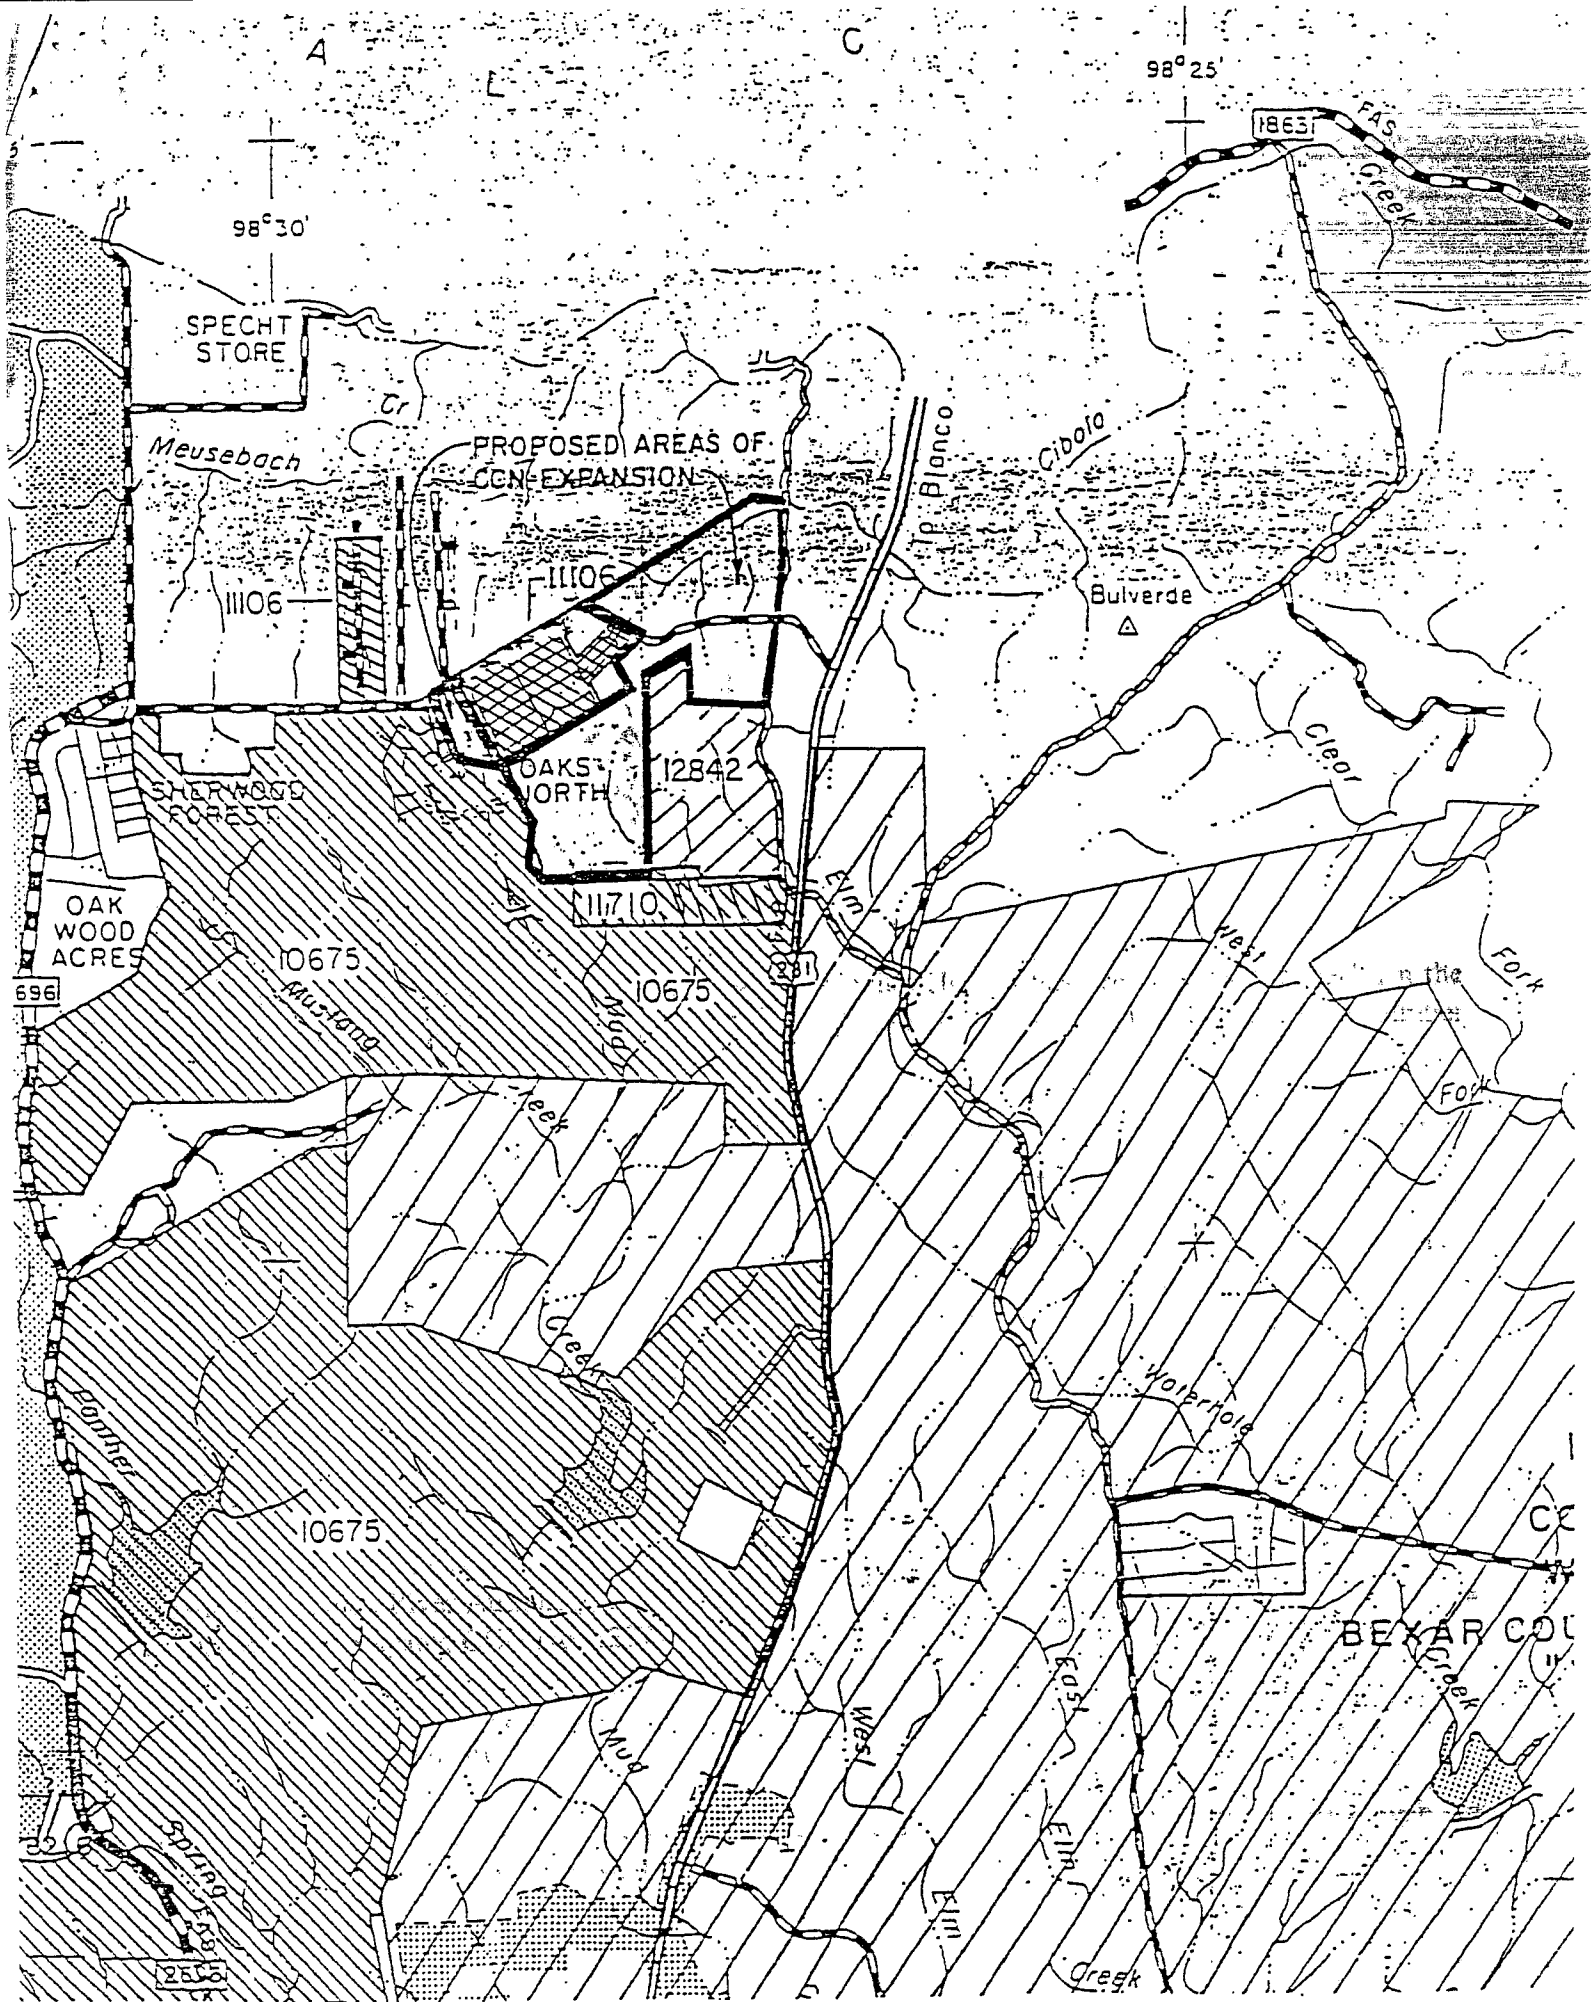 A
C
L
98°25'
1863
FAS
Creek
98°30'
SPECHT
STORE
Cr
Meusebach
PROPOSED AREAS OF
CCN EXPANSION
To Blanco
Cibolo
11106
11106
Bulverde
OAKS
NORTH
12842
Clear
SHERWOOD
FOREST
Elm
11710
OAK
WOOD
ACRES
10675
10675
281
West
Fork
n the
696
Mustang
Mud
Creek
Fork
Creek
Panther
Waterhole
10675
BEXAR COU
Creek
East
West
Mud
Elm
Spring
Elm
Creek